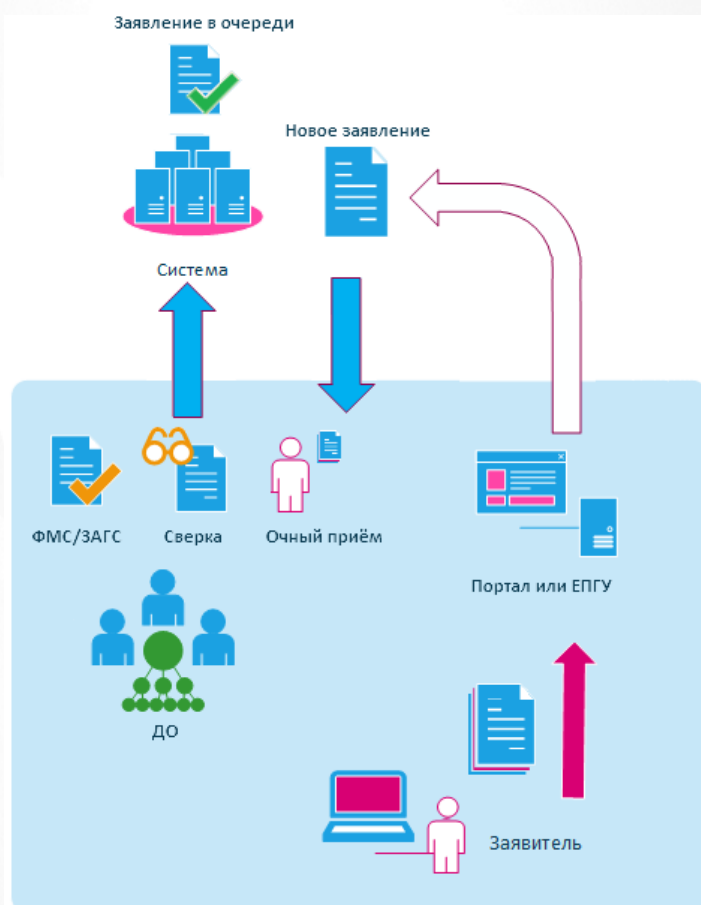 Заявление в очереди
Новое заявление
Система
ФМС/ЗАГС
Сверка
Очный приём
Портал или ЕПГУ
ДО
Заявитель